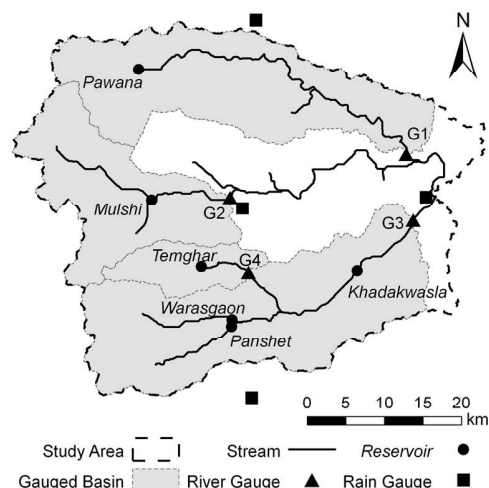 N
Pawana
G1
Mulshi
G2
G3
Temghar
G4
Khadakwasla
Warasgaon
Panshet
0 5 10 15 20
km
Study Area Stream Reservoir
Gauged Basin River Gauge Rain Gauge